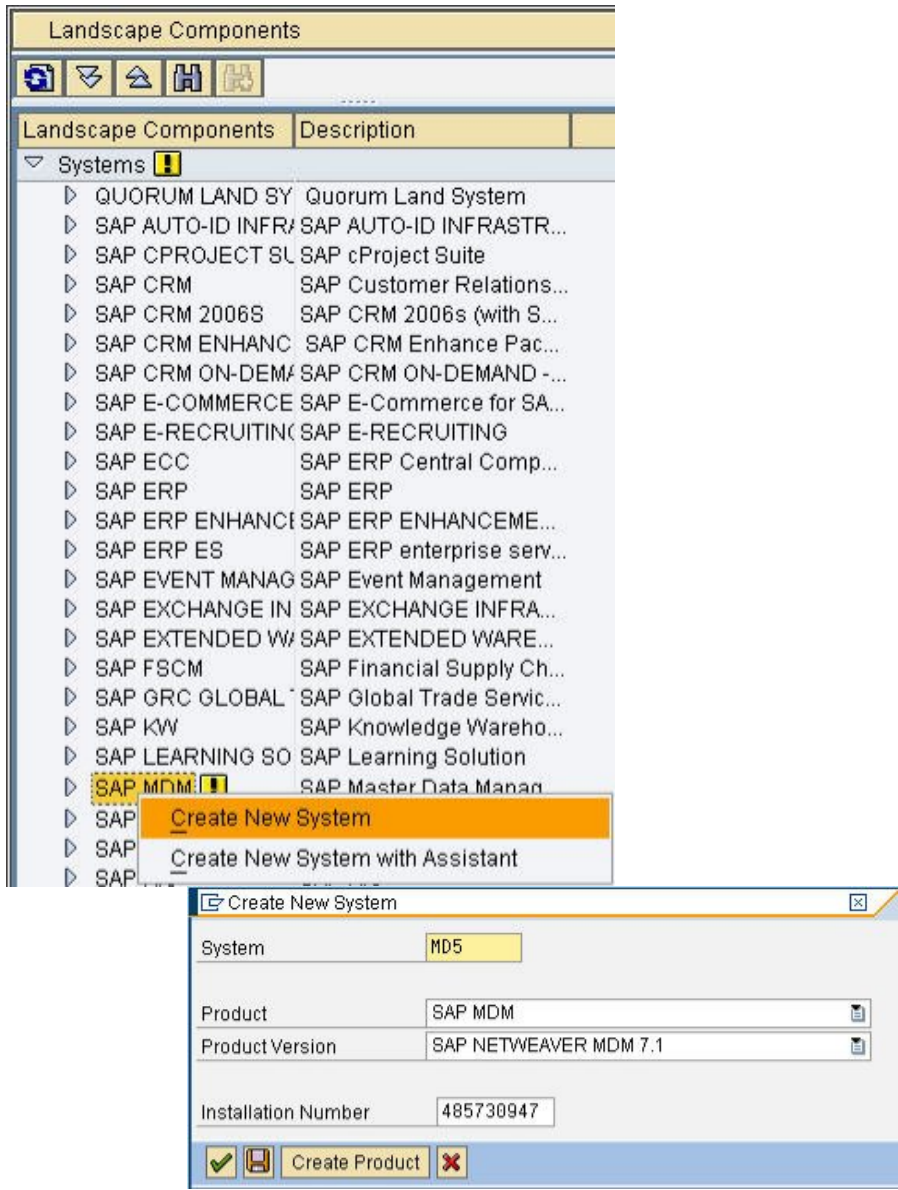 Landscape Components
Landscape Components Description
Systems
QUORUM LAND SY Quorum Land System
SAP AUTO-ID INFRA SAP AUTO-ID INFRASTR...
SAP CPROJECT SU SAP cProject Suite
SAP CRM SAP Customer Relations...
SAP CRM 2006S SAP CRM 2006s (with S...
SAP CRM ENHANC SAP CRM Enhance Pac...
SAP CRM ON-DEMA SAP CRM ON-DEMAND -...
SAP E-COMMERCE SAP E-Commerce for SA...
SAP E-RECRUITING SAP E-RECRUITING
SAP ECC SAP ERP Central Comp...
SAP ERP SAP ERP
SAP ERP ENHANCE SAP ERP ENHANCEME...
SAP ERP ES SAP ERP enterprise serv...
SAP EVENT MANAG SAP Event Management
SAP EXCHANGE IN SAP EXCHANGE INFRA...
SAP EXTENDED WA SAP EXTENDED WARE...
SAP FSCM SAP Financial Supply Ch...
SAP GRC GLOBAL SAP Global Trade Servic...
SAP KW SAP Knowledge Wareho...
SAP LEARNING SO SAP Learning Solution
SAP MDM SAP Master Data Manag
SAP Create New System
SAP Create New System with Assistant
SAP
Create New System
System MD5
Product SAP MDM
Product Version SAP NETWEAVER MDM 7.1
Installation Number 485730947
Create Product